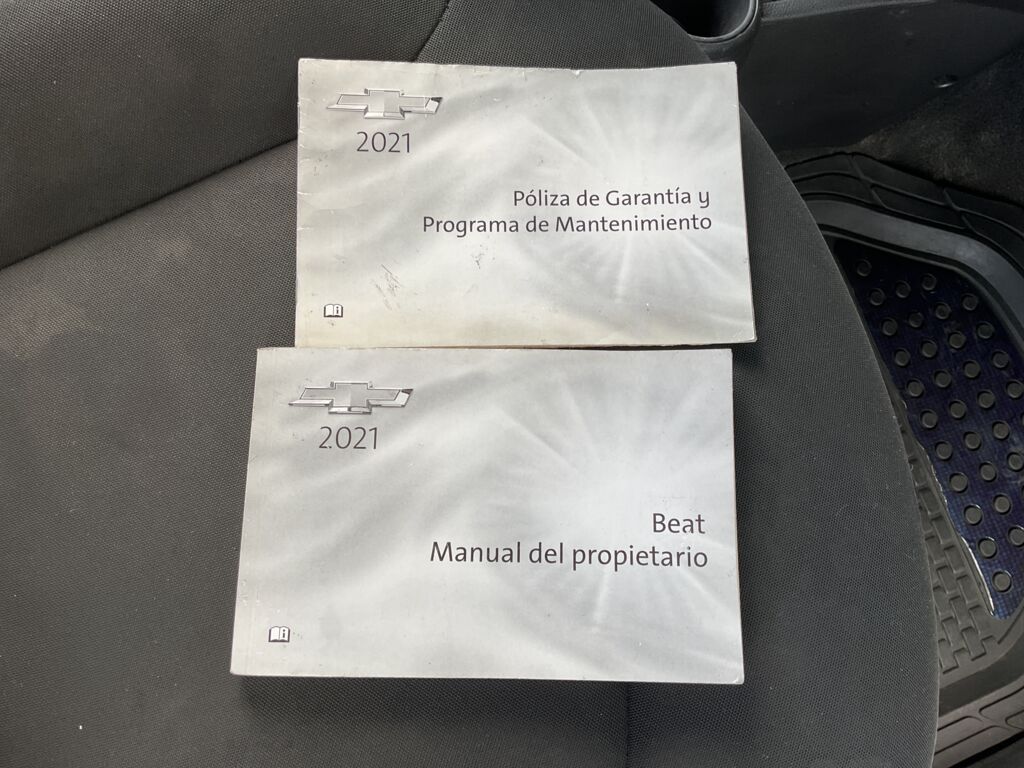 2021
Póliza de Garantía y
Programa de Mantenimiento
2021
Beat
Manual del propietario